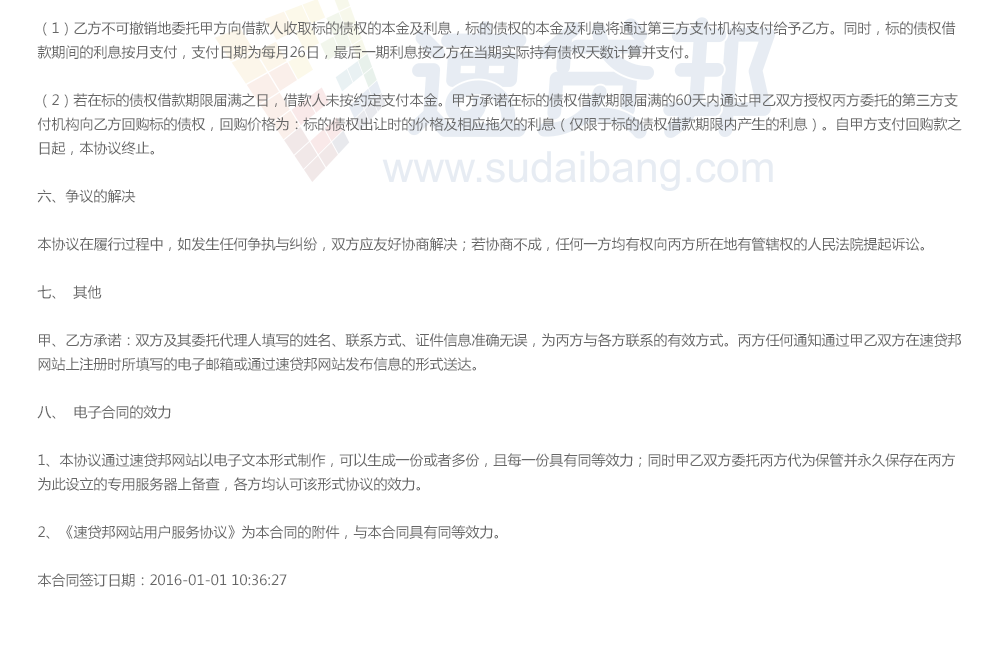 （1）乙方不可撤销地委托甲方向借款人收取标的债权的本金及利息，标的债权的本金及利息将通过第三方支付机构支付给予乙方。同时，标的债权借
款期间的利息按月支付，支付日期为每月26日，最后一期利息按乙方在当期实际持有债权天数计算并支付。
（2）若在标的债权借款期限届满之日，借款人未按约定支付本金。甲方承诺在标的债权借款期限届满的60天内通过甲乙双方授权丙方委托的第三方支
付机构向乙方回购标的债权，回购价格为：标的债权出让时的价格及相应拖欠的利息（仅限于标的债权借款期限内产生的利息）。自甲方支付回购款之
日起，本协议终止。
速贷邦
www.sudaibang.com
六、争议的解决
本协议在履行过程中，如发生任何争执与纠纷，双方应友好协商解决；若协商不成，任何一方均有权向丙方所在地有管辖权的人民法院提起诉讼。
七、 其他
甲、乙方承诺：双方及其委托代理人填写的姓名、联系方式、证件信息准确无误，为丙方与各方联系的有效方式。丙方任何通知通过甲乙双方在速贷邦
网站上注册时所填写的电子邮箱或通过速贷邦网站发布信息的形式送达。
八、 电子合同的效力
1、本协议通过速贷邦网站以电子文本形式制作，可以生成一份或者多份，且每一份具有同等效力；同时甲乙双方委托丙方代为保管并永久保存在丙方
为此设立的专用服务器上备查，各方均认可该形式协议的效力。
2、《速贷邦网站用户服务协议》为本合同的附件，与本合同具有同等效力。
本合同签订日期：2016-01-01 10:36:27